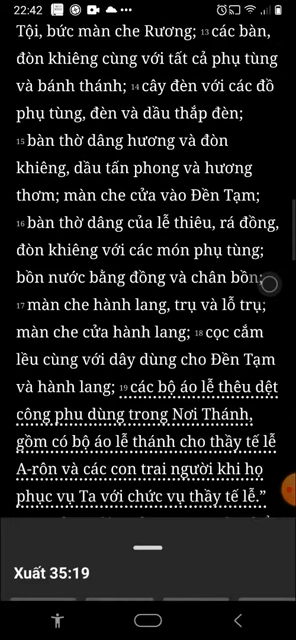 22:42
Tội, bức màn che Rương; 13 các bàn,
đòn khiêng cùng với tất cả phụ tùng
và bánh thánh; 14 cây đèn với các đồ
phụ tùng, đèn và dầu thắp đèn;
15 bàn thờ dâng hương và đòn
khiêng, dầu tấn phong và hương
thơm; màn che cửa vào Đền Tạm;
16 bàn thờ dâng của lễ thiêu, rá đồng,
đòn khiêng với các món phụ tùng;
bồn nước bằng đồng và chân bồn;
17 màn che hành lang, trụ và lỗ trụ;
màn che cửa hành lang; 18 cọc cắm
lều cùng với dây dùng cho Đền Tạm
và hành lang; 19 các bộ áo lễ thêu dệt
công phu dùng trong Nơi Thánh,
gồm có bộ áo lễ thánh cho thầy tế lễ
A-rôn và các con trai người khi họ
phục vụ Ta với chức vụ thầy tế lễ.”
Xuất 35:19